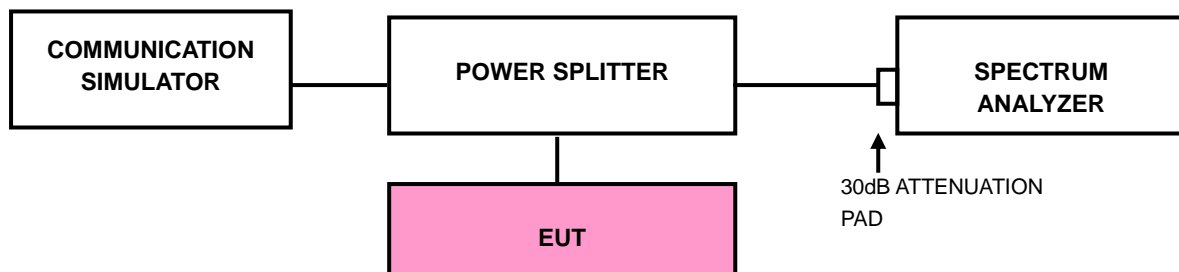 COMMUNICATION
SIMULATOR
POWER SPLITTER
SPECTRUM
ANALYZER
30dB ATTENUATION
PAD
EUT